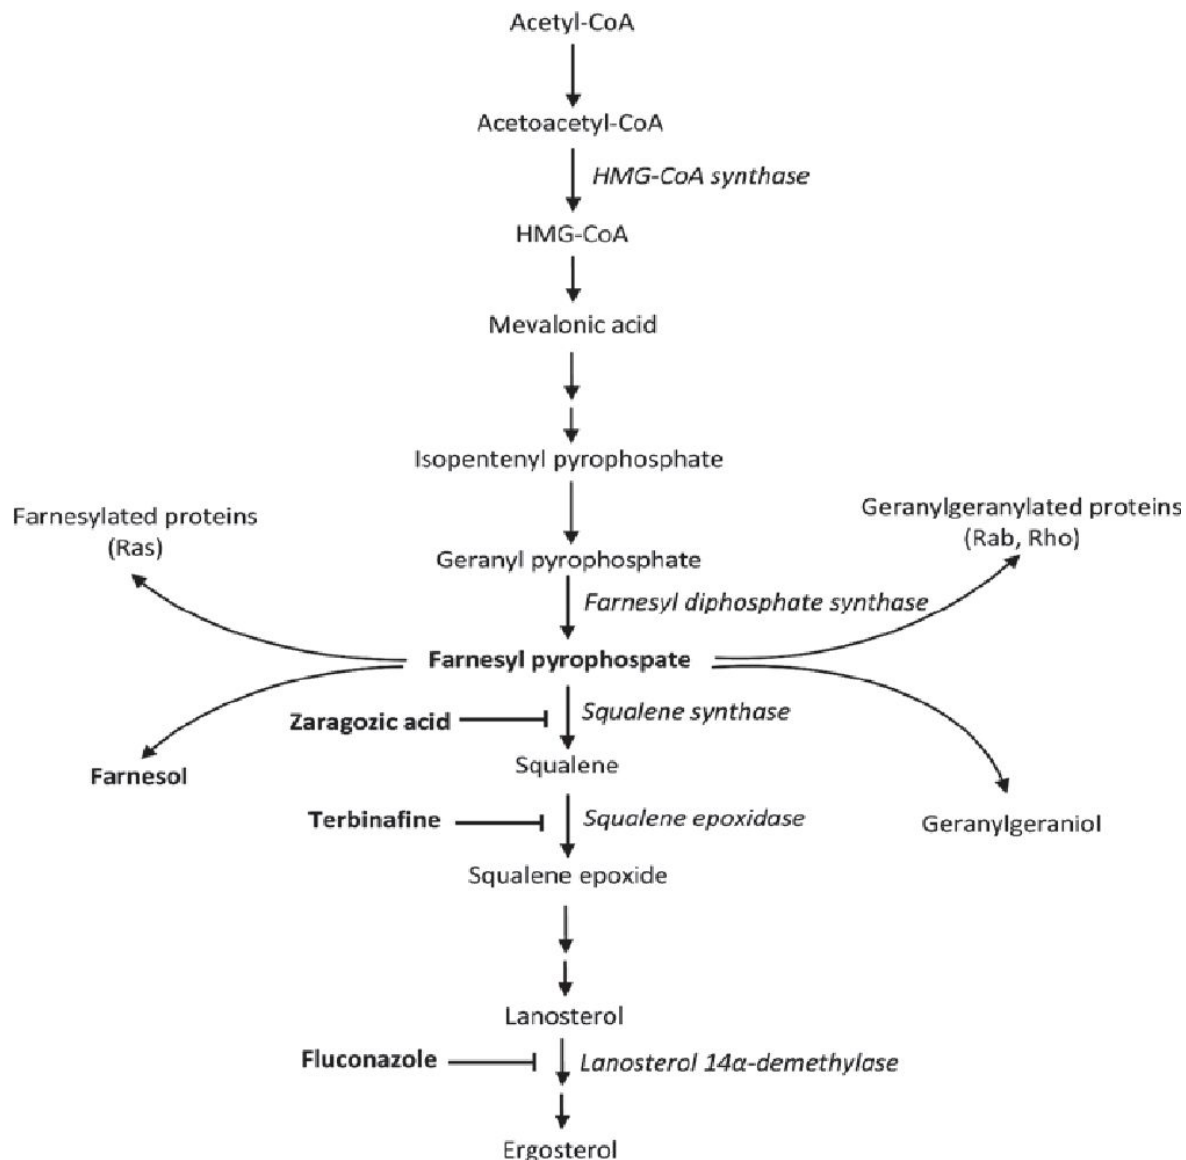 Acetyl-CoA
Acetoacetyl-CoA
HMG-CoA synthase
HMG-CoA
Mevalonic acid
Isopentenyl pyrophosphate
Farnesylated proteins
(Ras)
Geranylgeranylated proteins
(Rab, Rho)
Geranyl pyrophosphate
Farnesyl diphosphate synthase
Farnesyl pyrophospate
Zaragozic acid
Squalene synthase
Farnesol
Squalene
Terbinafine
Squalene epoxidase
Geranylgeraniol
Squalene epoxide
Lanosterol
Fluconazole
Lanosterol 14α-demethylase
Ergosterol